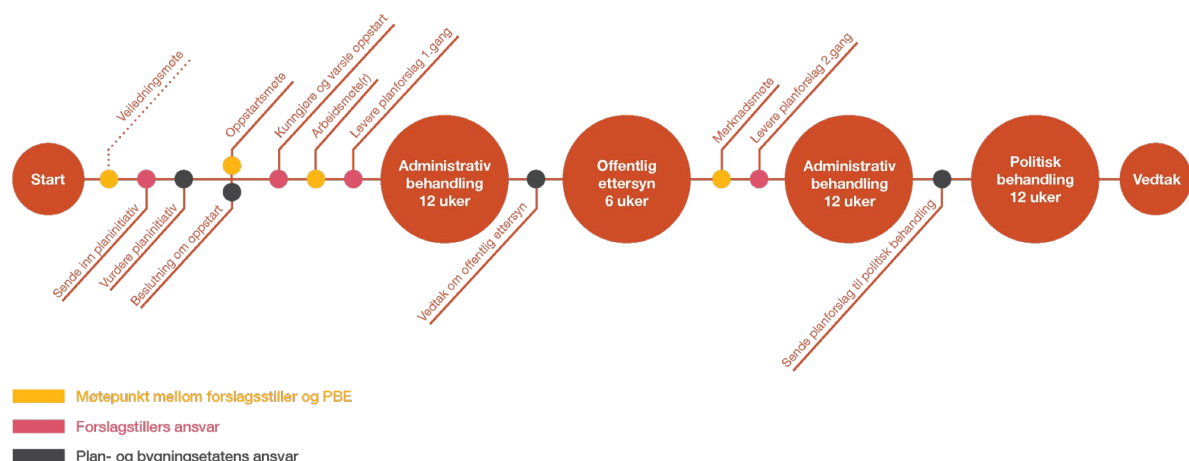 Start
Veiledningsmøte
Sende inn planinitiativ
Vurdere planinitiativ
Oppstartsmøte
Beslutning om oppstart
Kunngjøre og varsle oppstart
Arbeidsmøte(r)
Levere planforslag 1.gang
Administrativ
behandling
12 uker
Vedtak om offentlig ettersyn
Offentlig
ettersyn
6 uker
Merknadsmøte
Levere planforslag 2.gang
Administrativ
behandling
12 uker
Sende planforslag til politisk behandling
Politisk
behandling
12 uker
Vedtak
Møtepunkt mellom forslagsstiller og PBE
Forslagstillers ansvar
Plan- og bygningsetatens ansvar